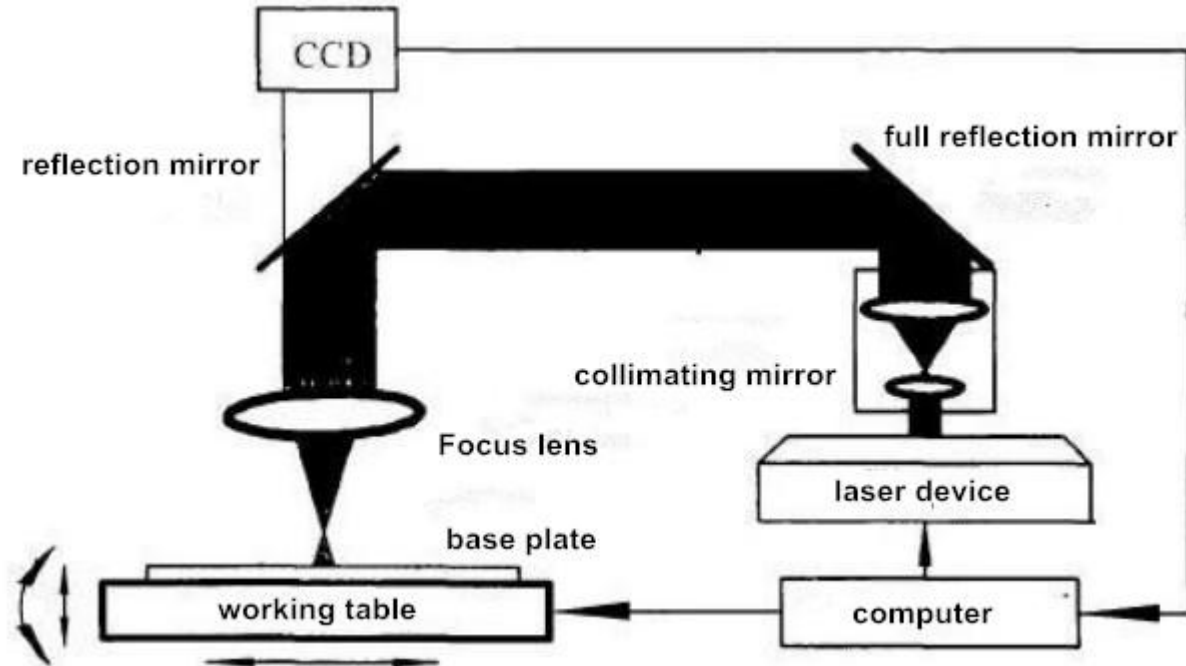 CCD
reflection mirror
full reflection mirror
collimating mirror
Focus lens
laser device
base plate
working table
computer